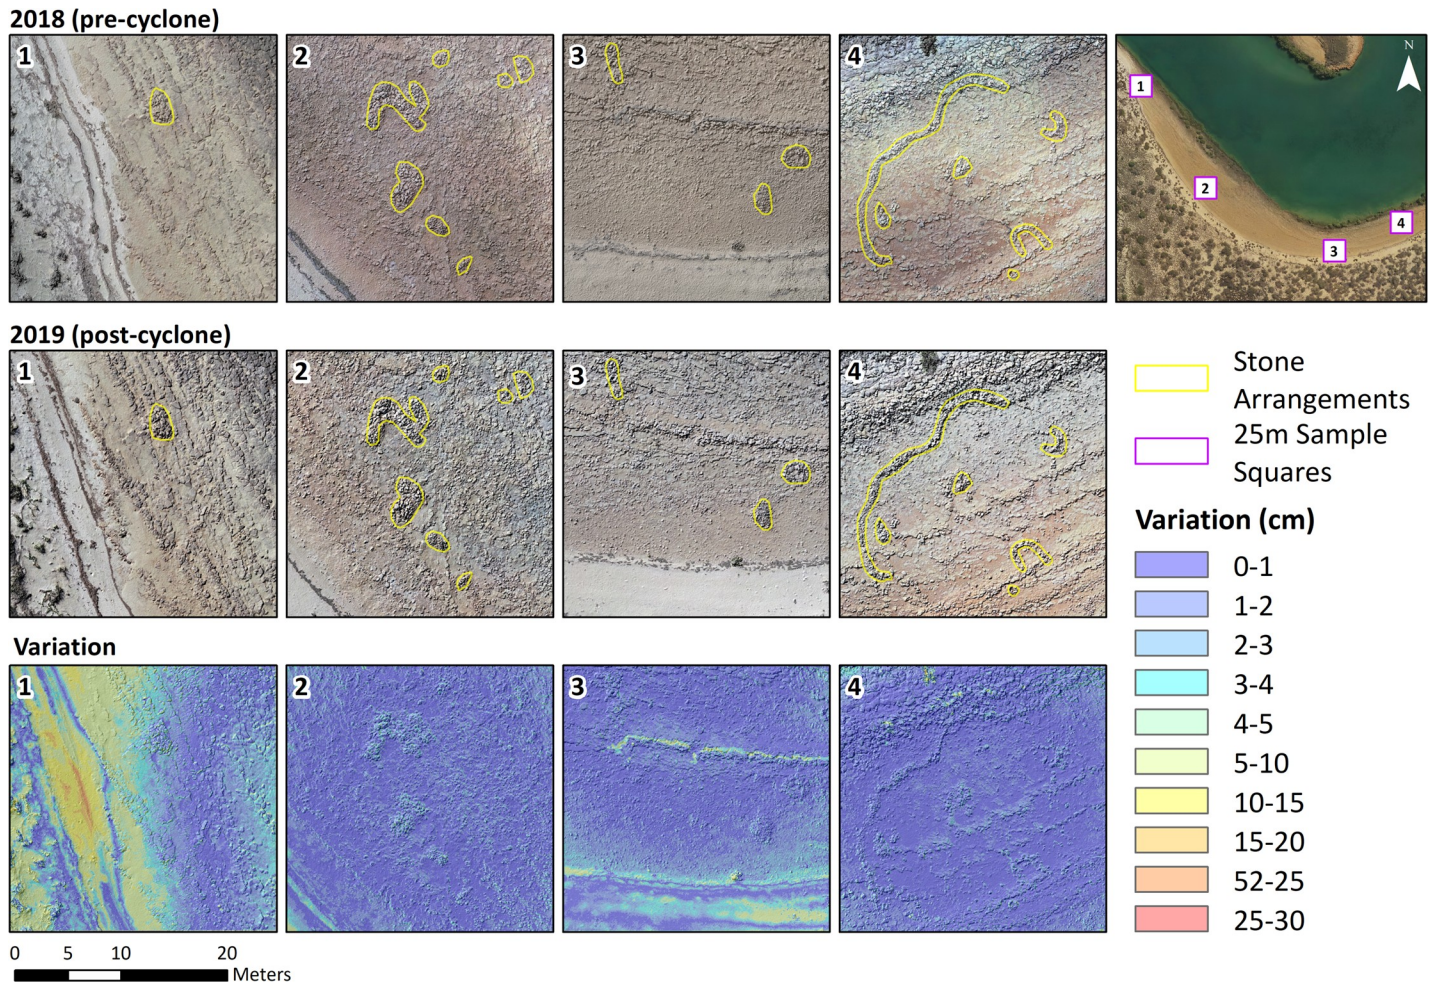 2018 (pre-cyclone)
1
2
3
4
N
1
2
3
4
2019 (post-cyclone)
1
2
3
4
Stone
Arrangements
25m Sample
Squares
Variation (cm)
0-1
1-2
2-3
3-4
4-5
5-10
10-15
15-20
52-25
25-30
Variation
1
2
3
4
0 5 10 20
Meters